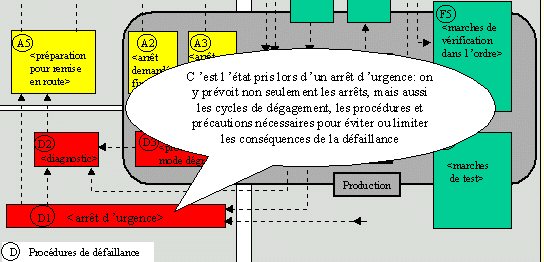 F5
<marches de
vérification
dans l 'ordre>
A5
<préparation
pour remise
en route>
A2
<arrêt
A3
C 'est l 'état pris lors d 'un arrêt d 'urgence: on
y prévoit non seulement les arrêts, mais aussi
les cycles de dégagement, les procédures et
précautions nécessaires pour éviter ou limiter
les conséquences de la défaillance
D2
<diagnostic>
mode
<marches
de test>
Production
D1 <arrêt d 'urgence>
D Procédures de défaillance